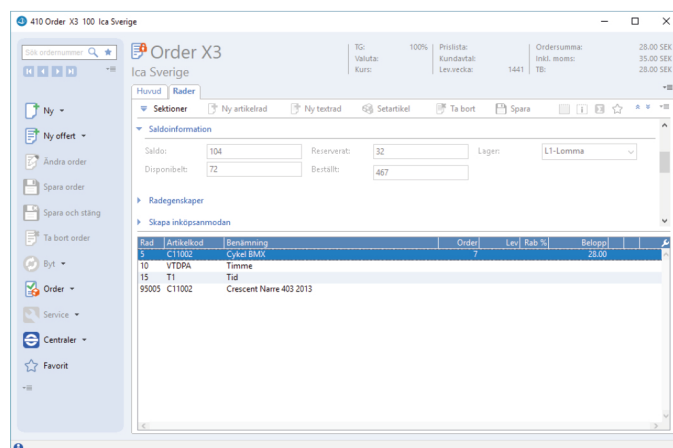 410 Order X3 100 Ica Sverige
Sök ordernummer
Order X3
Ica Sverige
TG: 100%
Valuta:
Kurs:
Prislista:
Kundavtal:
Lev.vecka: 1441
Ordersumma: 28.00 SEK
Inkl. moms: 35.00 SEK
TB: 28.00 SEK
Huvud Rader
Sektioner Ny artikelrad Ny textrad Setartikel Ta bort Spara
Ny
Ny offert
Ändra order
Spara order
Spara och stäng
Ta bort order
Byt
Order
Service
Centraler
Favorit
Saldoinformation
Saldo: 104 Reserverat: 32 Lager: L1-Lomma
Disponibelt: 72 Beställt: 467
Radegenskaper
Skapa inköpsanmodan
Rad Artikelkod Benämning Order Lev Rab % Belopp
5 C11002 Cykel BMX 7 28.00
10 VTDPA Timme
15 T1 Tid
95005 C11002 Crescent Narre 403 2013